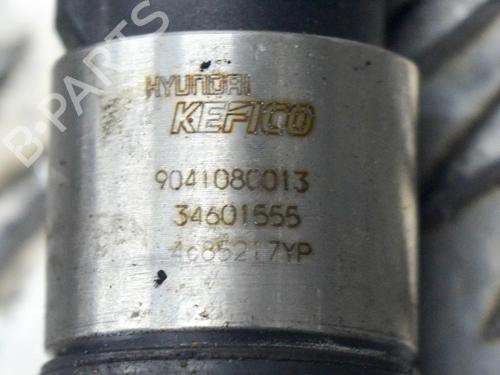 HYUNDAI
KEFICO
9041080013
34601555
4c85217YP
B-PARTS